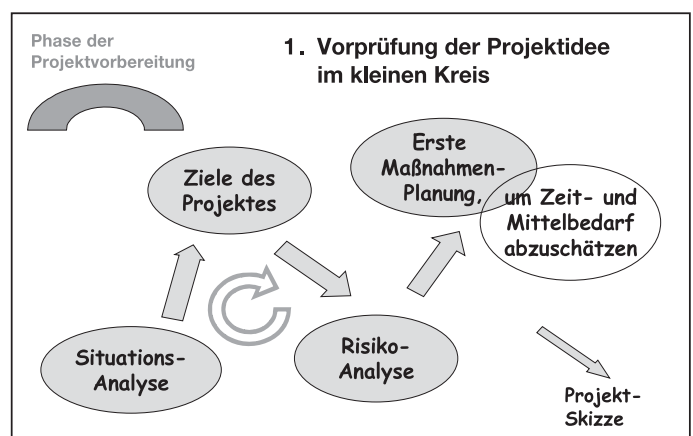 Phase der
Projektvorbereitung
1. Vorprüfung der Projektidee
im kleinen Kreis
Erste
Maßnahmen-
Planung,
um Zeit- und
Mittelbedarf
abzuschätzen
Ziele des
Projektes
Situations-
Analyse
Risiko-
Analyse
Projekt-
Skizze